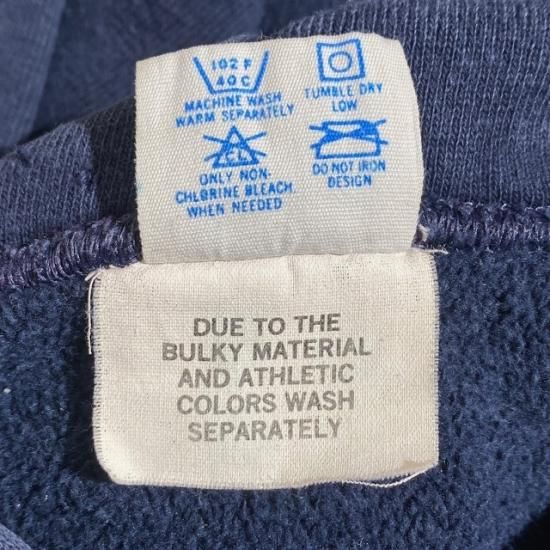 102 F
40 C
MACHINE WASH
WARM SEPARATELY
TUMBLE DRY
LOW
CL
ONLY NON-
CHLORINE BLEACH
WHEN NEEDED
DO NOT IRON
DESIGN
DUE TO THE
BULKY MATERIAL
AND ATHLETIC
COLORS WASH
SEPARATELY